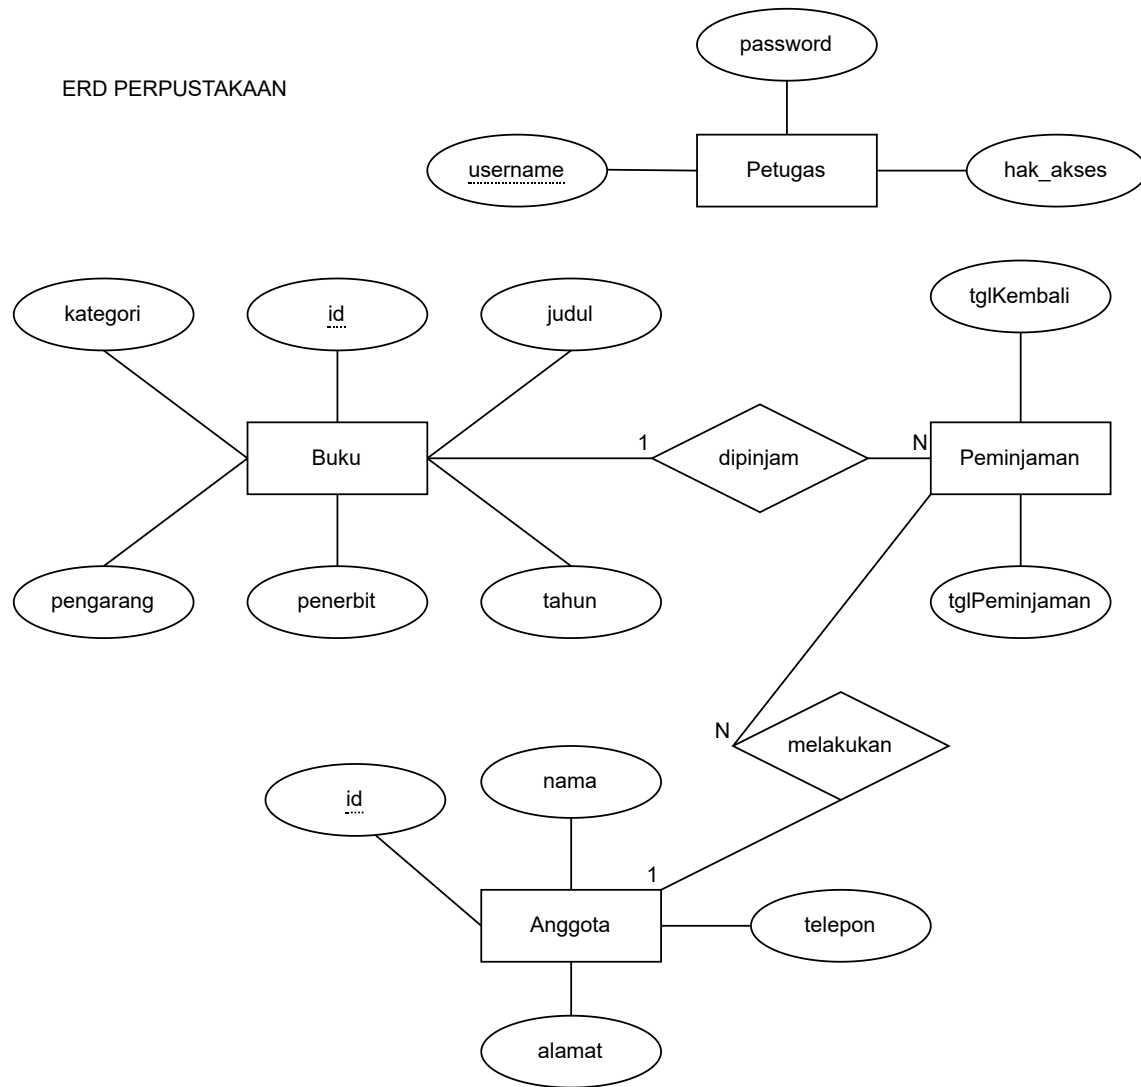 password
ERD PERPUSTAKAAN
username
Petugas
hak_akses
kategori
id
judul
tglKembali
Buku
1
dipinjam
N
Peminjaman
pengarang
penerbit
tahun
tglPeminjaman
N
melakukan
id
nama
1
Anggota
telepon
alamat